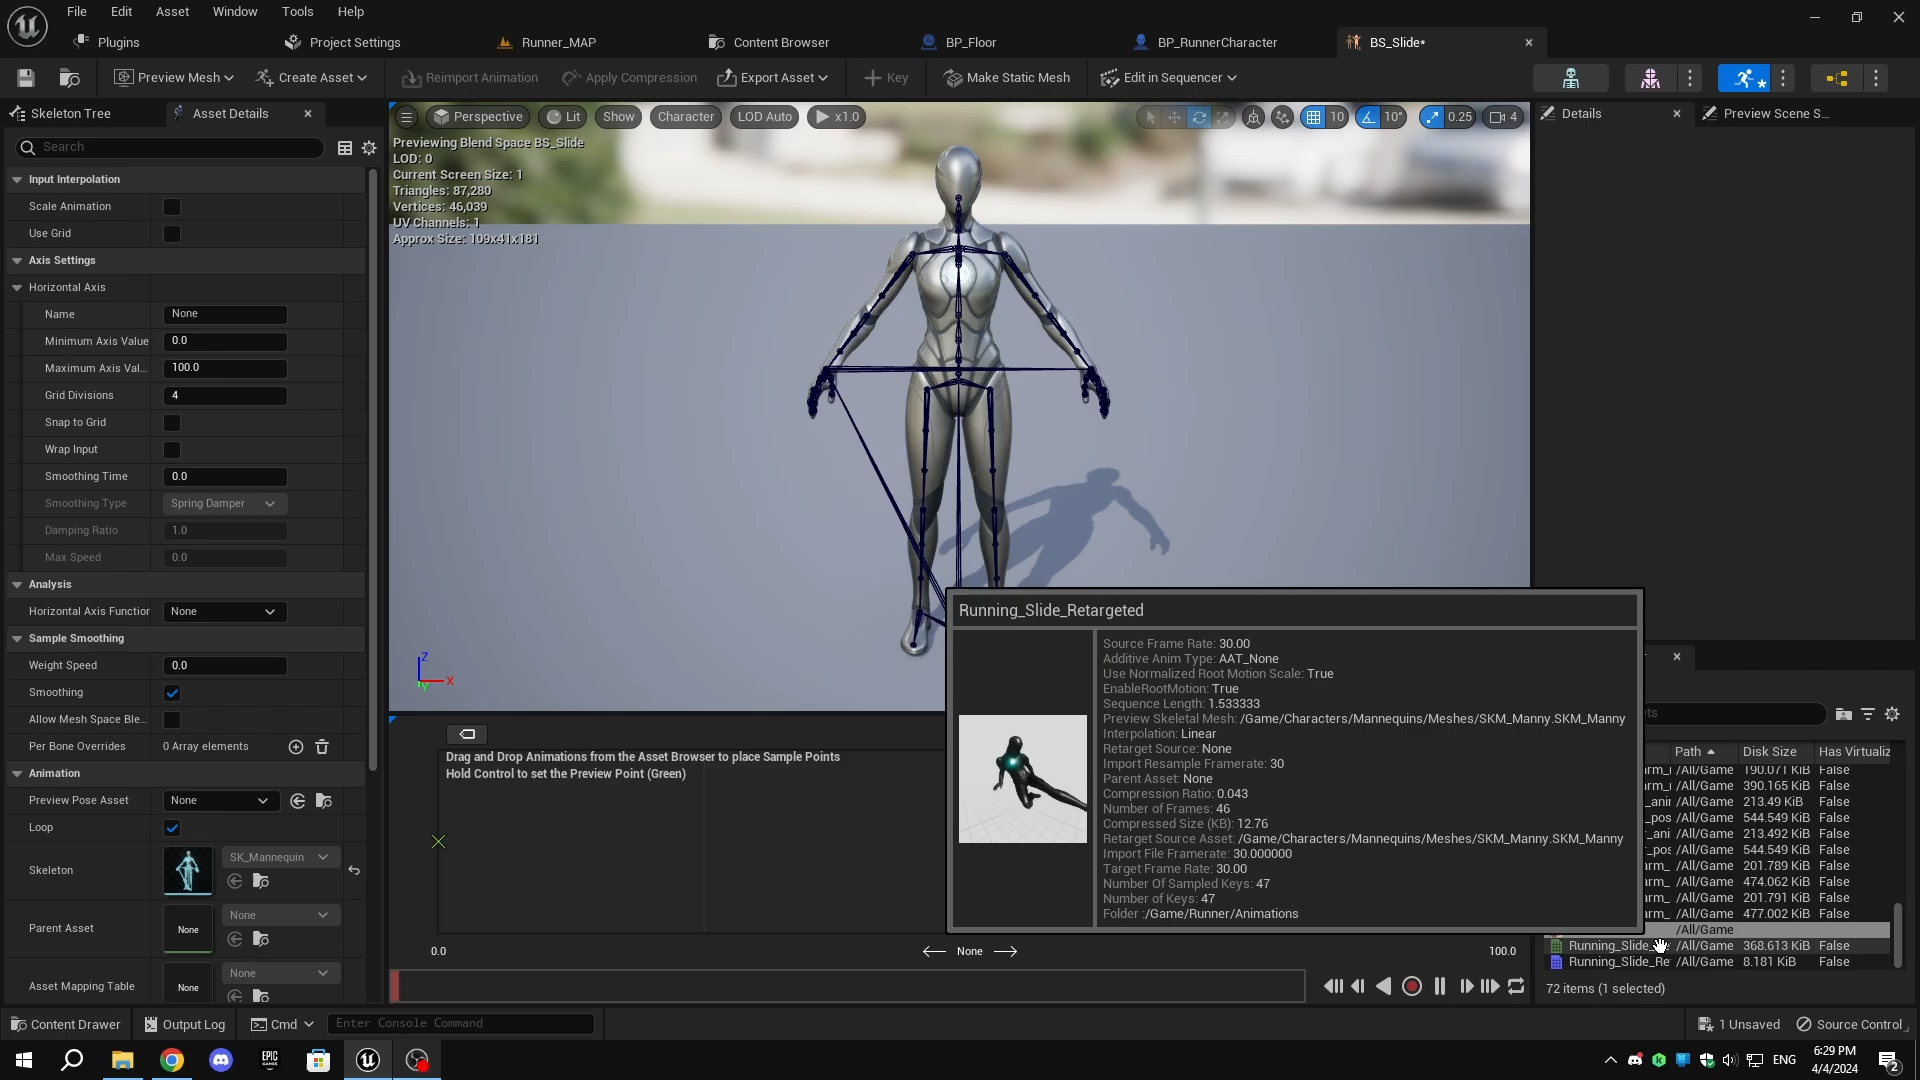 File Edit Asset Window Tools Help
Plugins Project Settings Runner_MAP Content Browser BP_Floor BP_RunnerCharacter BS_Slide*
Preview Mesh Create Asset Reimport Animation Apply Compression Export Asset Key Make Static Mesh Edit in Sequencer
Skeleton Tree Asset Details
Details Preview Scene S...
Perspective Lit Show Character LOD Auto x1.0 10 10° 0.25 4
Search
Previewing Blend Space BS_Slide
LOD: 0
Current Screen Size: 1
Triangles: 87,280
Vertices: 46,039
UV Channels: 1
Approx Size: 109x41x181
Input Interpolation
Scale Animation
Use Grid
Axis Settings
Horizontal Axis
Name None
Minimum Axis Value 0.0
Maximum Axis Val... 100.0
Grid Divisions 4
Snap to Grid
Wrap Input
Smoothing Time 0.0
Smoothing Type Spring Damper
Damping Ratio 1.0
Max Speed 0.0
Analysis
Horizontal Axis Function None
Sample Smoothing
Weight Speed 0.0
Smoothing
Allow Mesh Space Ble...
Per Bone Overrides 0 Array elements
Animation
Preview Pose Asset None
Loop
Skeleton SK_Mannequin
Parent Asset None None
Asset Mapping Table None None
Z X Y
Drag and Drop Animations from the Asset Browser to place Sample Points
Hold Control to set the Preview Point (Green)
0.0 None 100.0
Running_Slide_Retargeted
Source Frame Rate: 30.00
Additive Anim Type: AAT_None
Use Normalized Root Motion Scale: True
EnableRootMotion: True
Sequence Length: 1.533333
Preview Skeletal Mesh: /Game/Characters/Mannequins/Meshes/SKM_Manny.SKM_Manny
Interpolation: Linear
Retarget Source: None
Import Resample Framerate: 30
Parent Asset: None
Compression Ratio: 0.043
Number of Frames: 46
Compressed Size (KB): 12.76
Retarget Source Asset: /Game/Characters/Mannequins/Meshes/SKM_Manny.SKM_Manny
Import File Framerate: 30.000000
Target Frame Rate: 30.00
Number Of Sampled Keys: 47
Number of Keys: 47
Folder :/Game/Runner/Animations
Path Disk Size Has Virtualiz
/All/Game 190.071 KiB False
/All/Game 390.165 KiB False
/All/Game 213.49 KiB False
/All/Game 544.549 KiB False
/All/Game 213.492 KiB False
/All/Game 544.549 KiB False
/All/Game 201.789 KiB False
/All/Game 474.062 KiB False
/All/Game 201.791 KiB False
/All/Game 477.002 KiB False
/All/Game
Running_Slide_ /All/Game 368.613 KiB False
Running_Slide_Re /All/Game 8.181 KiB False
72 items (1 selected)
Content Drawer Output Log Cmd Enter Console Command 1 Unsaved Source Control
EPIC GAMES ENG 6:29 PM
4/4/2024 2